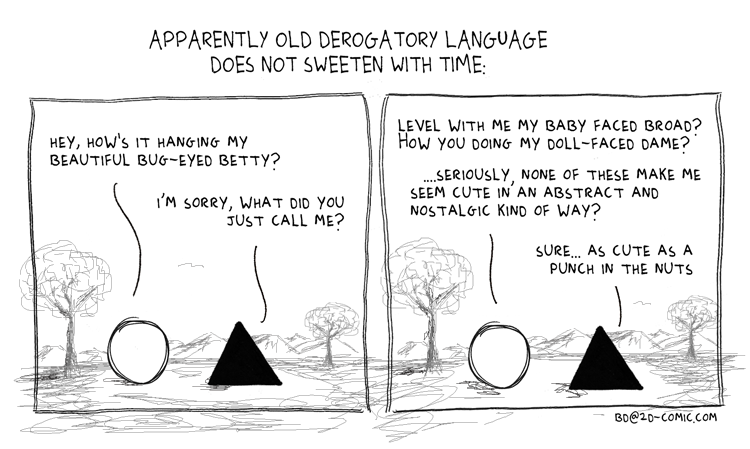 APPARENTLY OLD DEROGATORY LANGUAGE
DOES NOT SWEETEN WITH TIME:
HEY, HOW'S IT HANGING MY
BEAUTIFUL BUG-EYED BETTY?
I'M SORRY, WHAT DID YOU
JUST CALL ME?
LEVEL WITH ME MY BABY FACED BROAD?
HOW YOU DOING MY DOLL-FACED DAME?
....SERIOUSLY, NONE OF THESE MAKE ME
SEEM CUTE IN AN ABSTRACT AND
NOSTALGIC KIND OF WAY?
SURE... AS CUTE AS A
PUNCH IN THE NUTS
BD@2D-COMIC.COM